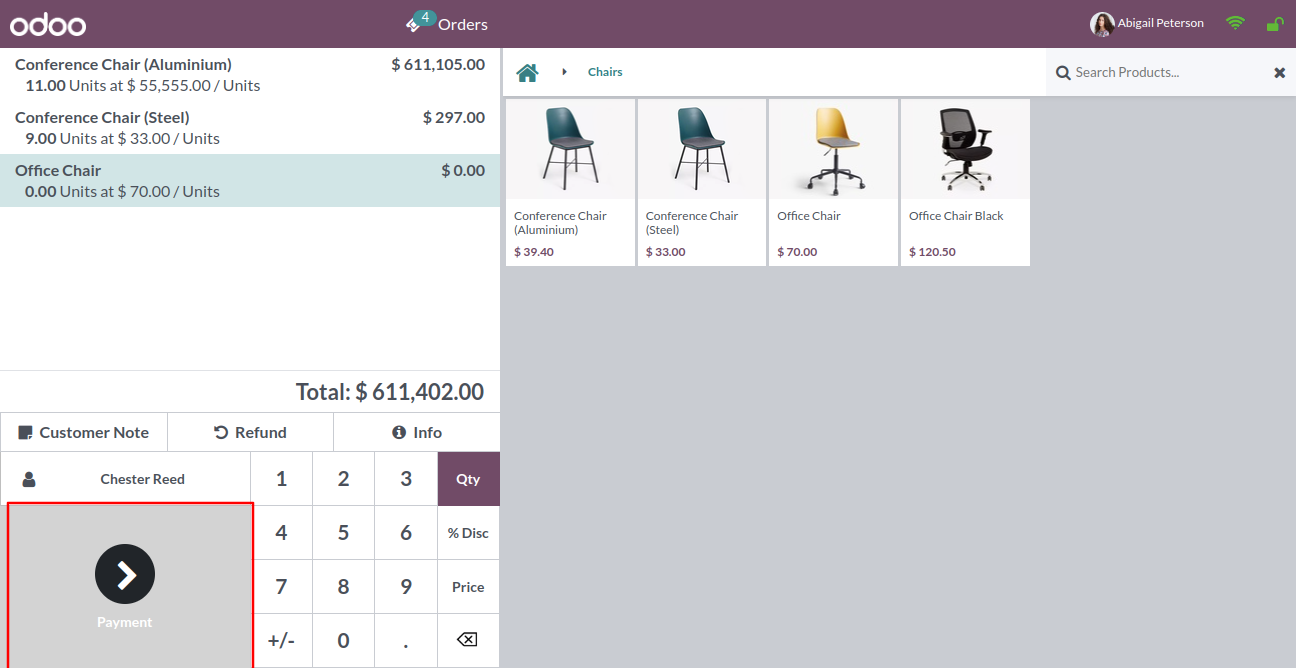 odoo
4
Orders
Abigail Peterson
Conference Chair (Aluminium) $ 611,105.00
11.00 Units at $ 55,555.00 / Units
Conference Chair (Steel) $ 297.00
9.00 Units at $ 33.00 / Units
Office Chair $ 0.00
0.00 Units at $ 70.00 / Units
Total: $ 611,402.00
Customer Note Refund Info
Chester Reed
1 2 3 Qty
4 5 6 % Disc
7 8 9 Price
+/- 0 .
Payment
Chairs
Search Products...
Conference Chair
(Aluminium)
$ 39.40
Conference Chair
(Steel)
$ 33.00
Office Chair
$ 70.00
Office Chair Black
$ 120.50